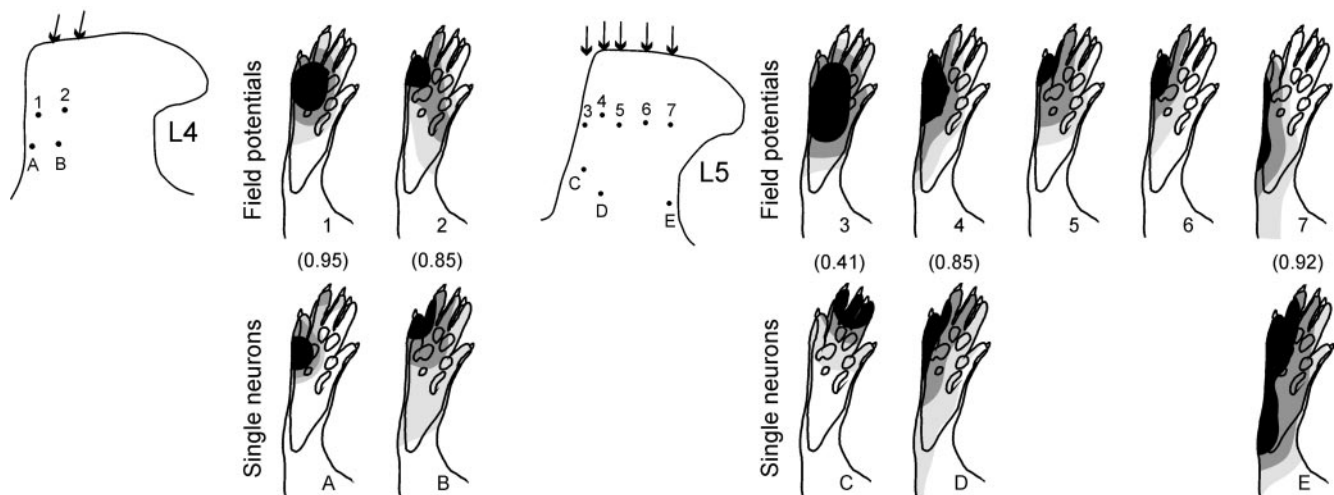 L4
1 2
A B
Field potentials
1 2
(0.95) (0.85)
Single neurons
A B
L5
3 4 5 6 7
C D E
Field potentials
3 4 5 6 7
(0.41) (0.85) (0.92)
Single neurons
C D E